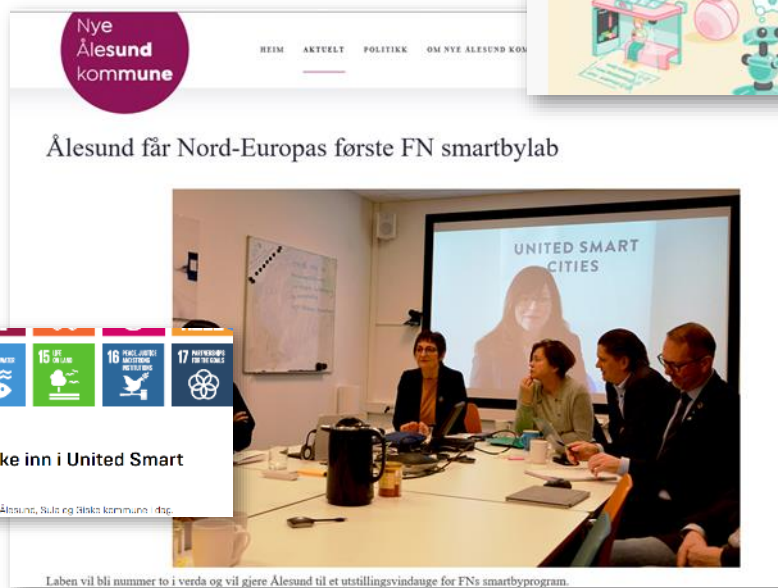 Nye
Ålesund
kommune
HEIM AKTUELT POLITIKK OM NYE ÅLESUND KOM
Ålesund får Nord-Europas første FN smartbylab
UNITED SMART
CITIES
15 LIFE
ON LAND
16 PEACE, JUSTICE
AND STRONG
INSTITUTIONS
17 PARTNERSHIPS
FOR THE GOALS
ke inn i United Smart
Ålesund, Sula og Giske kommune i dag.
Laben vil bli nummer to i verda og vil gjere Ålesund til et utstillingsvindauge for FNs smartbyprogram.